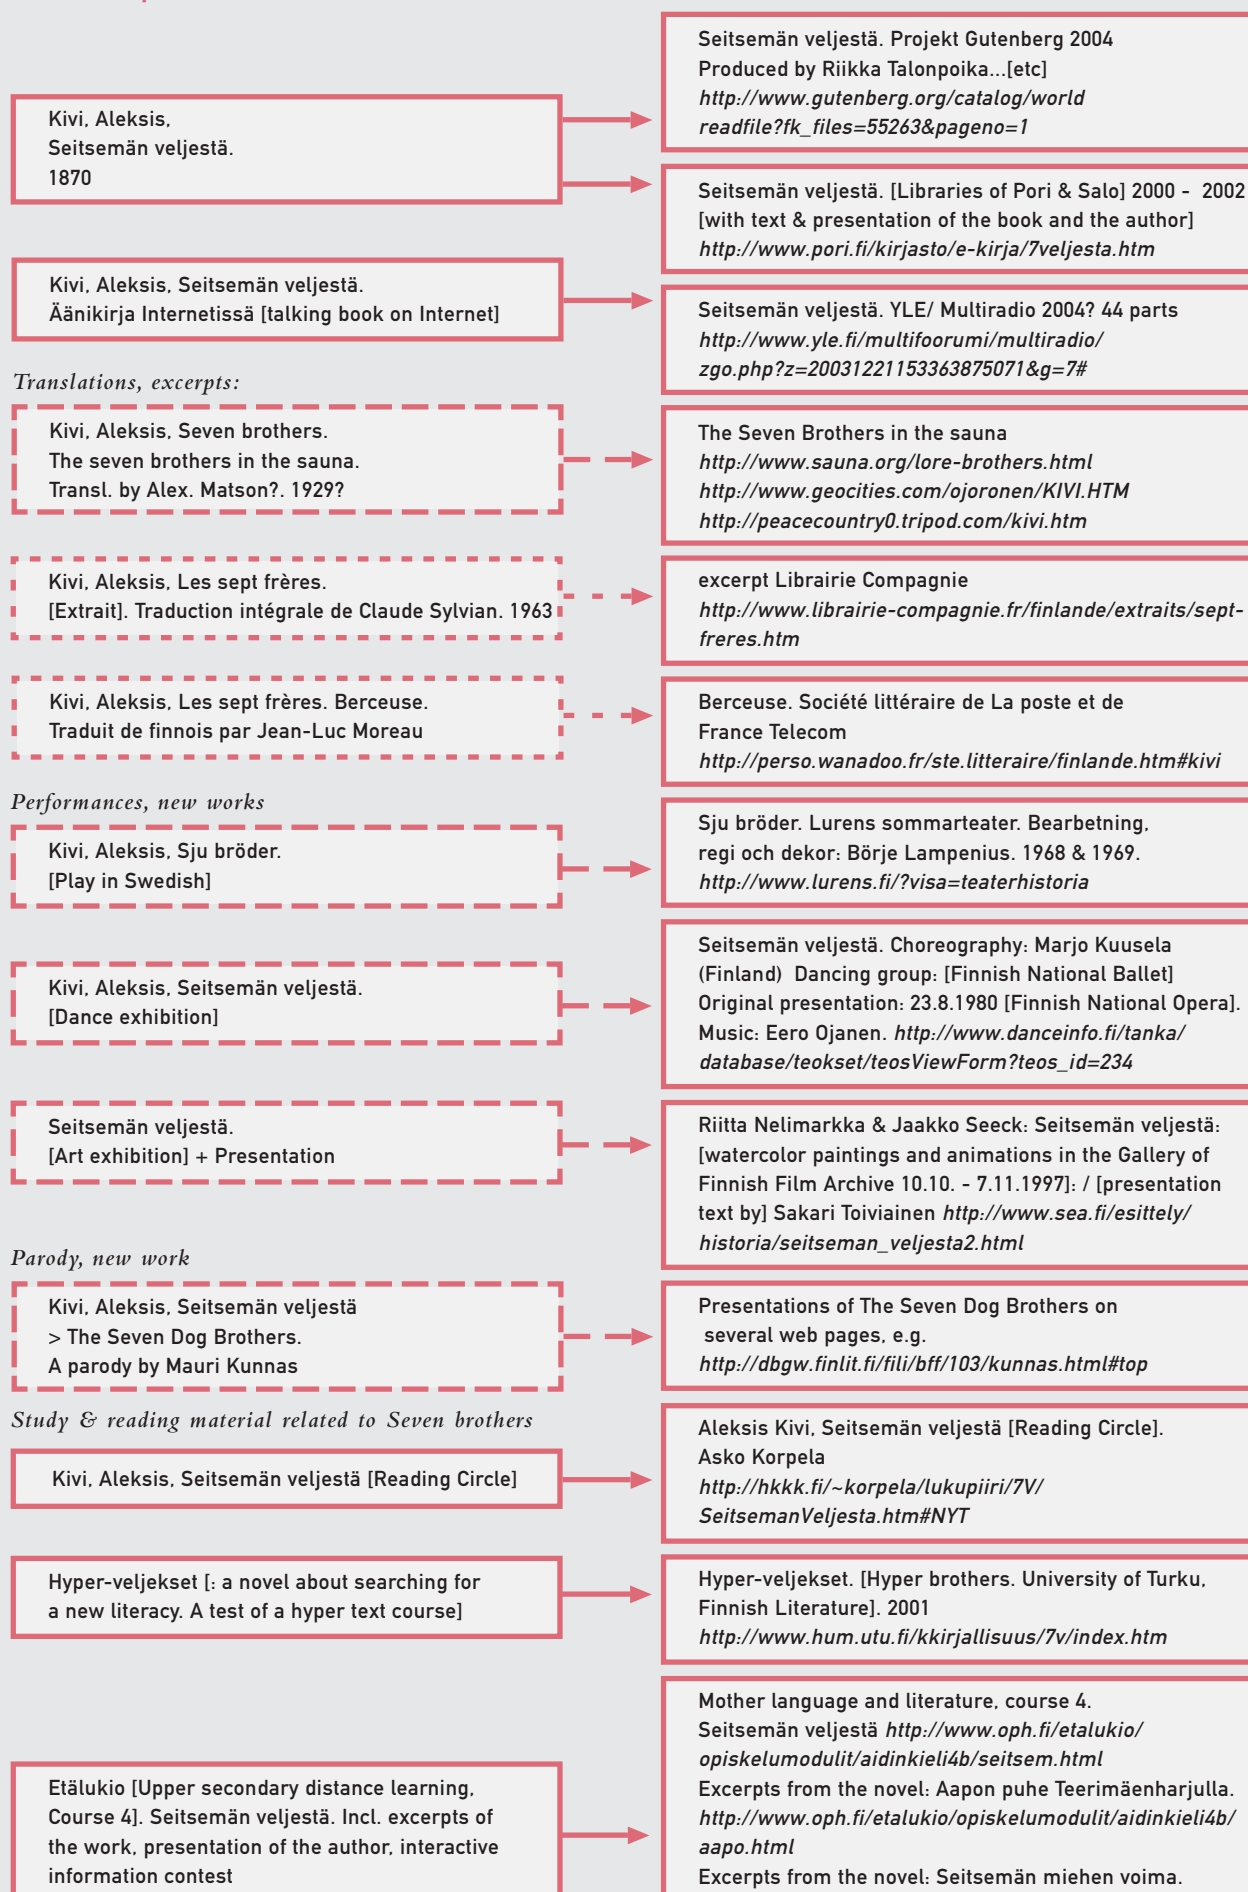 Kivi, Aleksis,
Seitsemän veljestä.
1870
Seitsemän veljestä. Projekt Gutenberg 2004
Produced by Riikka Talonpoika...[etc]
http://www.gutenberg.org/catalog/world
readfile?fk_files=55263&pageno=1
Seitsemän veljestä. [Libraries of Pori & Salo] 2000 - 2002
[with text & presentation of the book and the author]
http://www.pori.fi/kirjasto/e-kirja/7veljesta.htm
Kivi, Aleksis, Seitsemän veljestä.
Äänikirja Internetissä [talking book on Internet]
Seitsemän veljestä. YLE/ Multiradio 2004? 44 parts
http://www.yle.fi/multifoorumi/multiradio/
zgo.php?z=20031221153363875071&g=7#
Translations, excerpts:
Kivi, Aleksis, Seven brothers.
The seven brothers in the sauna.
Transl. by Alex. Matson?. 1929?
The Seven Brothers in the sauna
http://www.sauna.org/lore-brothers.html
http://www.geocities.com/ojoronen/KIVI.HTM
http://peacecountry0.tripod.com/kivi.htm
Kivi, Aleksis, Les sept frères.
[Extrait]. Traduction intégrale de Claude Sylvian. 1963
excerpt Librairie Compagnie
http://www.librairie-compagnie.fr/finlande/extraits/sept-
freres.htm
Kivi, Aleksis, Les sept frères. Berceuse.
Traduit de finnois par Jean-Luc Moreau
Berceuse. Société littéraire de La poste et de
France Telecom
http://perso.wanadoo.fr/ste.litteraire/finlande.htm#kivi
Performances, new works
Kivi, Aleksis, Sju bröder.
[Play in Swedish]
Sju bröder. Lurens sommarteater. Bearbetning,
regi och dekor: Börje Lampenius. 1968 & 1969.
http://www.lurens.fi/?visa=teaterhistoria
Kivi, Aleksis, Seitsemän veljestä.
[Dance exhibition]
Seitsemän veljestä. Choreography: Marjo Kuusela
(Finland) Dancing group: [Finnish National Ballet]
Original presentation: 23.8.1980 [Finnish National Opera].
Music: Eero Ojanen. http://www.danceinfo.fi/tanka/
database/teokset/teosViewForm?teos_id=234
Seitsemän veljestä.
[Art exhibition] + Presentation
Riitta Nelimarkka & Jaakko Seeck: Seitsemän veljestä:
[watercolor paintings and animations in the Gallery of
Finnish Film Archive 10.10. - 7.11.1997]: / [presentation
text by] Sakari Toiviainen http://www.sea.fi/esittely/
historia/seitseman_veljesta2.html
Parody, new work
Kivi, Aleksis, Seitsemän veljestä
> The Seven Dog Brothers.
A parody by Mauri Kunnas
Presentations of The Seven Dog Brothers on
several web pages, e.g.
http://dbgw.finlit.fi/fili/bff/103/kunnas.html#top
Study & reading material related to Seven brothers
Kivi, Aleksis, Seitsemän veljestä [Reading Circle]
Aleksis Kivi, Seitsemän veljestä [Reading Circle].
Asko Korpela
http://hkkk.fi/~korpela/lukupiiri/7V/
SeitsemanVeljesta.htm#NYT
Hyper-veljekset [: a novel about searching for
a new literacy. A test of a hyper text course]
Hyper-veljekset. [Hyper brothers. University of Turku,
Finnish Literature]. 2001
http://www.hum.utu.fi/kkirjallisuus/7v/index.htm
Etälukio [Upper secondary distance learning,
Course 4]. Seitsemän veljestä. Incl. excerpts of
the work, presentation of the author, interactive
information contest
Mother language and literature, course 4.
Seitsemän veljestä http://www.oph.fi/etalukio/
opiskelumodulit/aidinkieli4b/seitsem.html
Excerpts from the novel: Aapon puhe Teerimäenharjulla.
http://www.oph.fi/etalukio/opiskelumodulit/aidinkieli4b/
aapo.html
Excerpts from the novel: Seitsemän miehen voima.